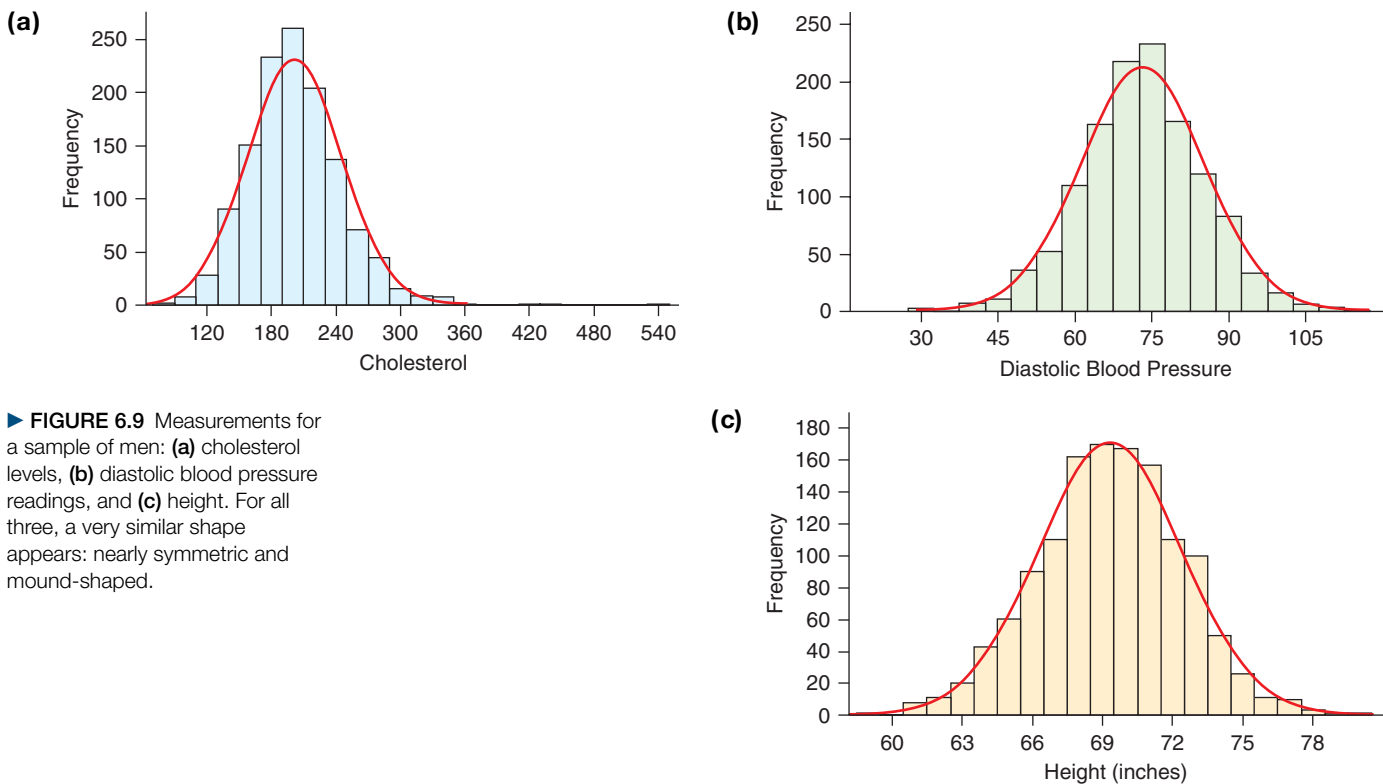 (a)
250
200
150
100
50
0
Frequency
120 180 240 300 360 420 480 540
Cholesterol
(b)
250
200
150
100
50
0
Frequency
30 45 60 75 90 105
Diastolic Blood Pressure
▶ FIGURE 6.9 Measurements for
a sample of men: (a) cholesterol
levels, (b) diastolic blood pressure
readings, and (c) height. For all
three, a very similar shape
appears: nearly symmetric and
mound-shaped.
(c)
180
160
140
120
100
80
60
40
20
0
Frequency
60 63 66 69 72 75 78
Height (inches)